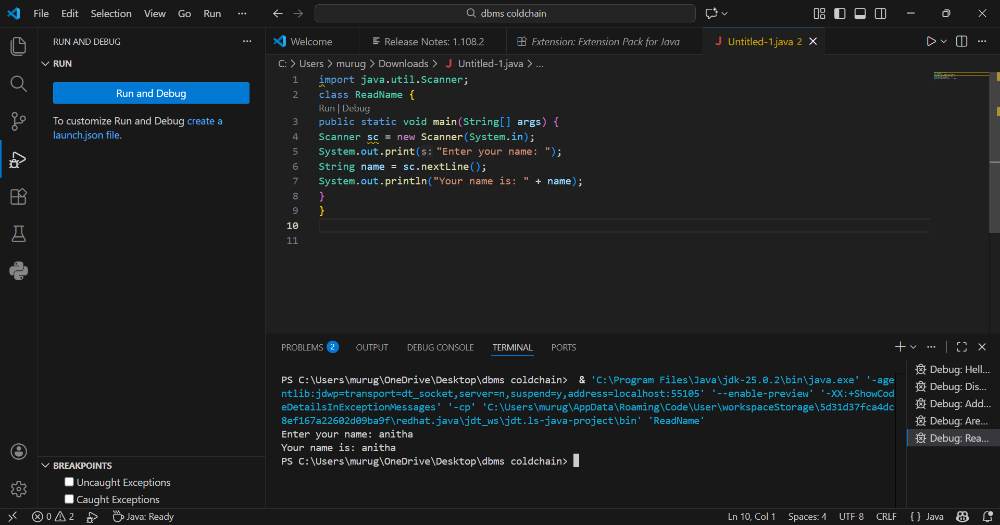 File Edit Selection View Go Run ··· dbms coldchain
RUN AND DEBUG ···
RUN
Run and Debug
To customize Run and Debug create a
launch.json file.
Welcome Release Notes: 1.108.2 Extension: Extension Pack for Java J Untitled-1.java 2
C: > Users > murug > Downloads > J Untitled-1.java > ...
1 import java.util.Scanner;
2 class ReadName {
Run | Debug
3 public static void main(String[] args) {
4 Scanner sc = new Scanner(System.in);
5 System.out.print(s: "Enter your name: ");
6 String name = sc.nextLine();
7 System.out.println("Your name is: " + name);
8 }
9 }
10
11
PROBLEMS 2 OUTPUT DEBUG CONSOLE TERMINAL PORTS
PS C:\Users\murug\OneDrive\Desktop\dbms coldchain>  & 'C:\Program Files\Java\jdk-25.0.2\bin\java.exe' '-age
ntlib:jdwp=transport=dt_socket,server=n,suspend=y,address=localhost:55105' '--enable-preview' '-XX:+ShowCod
eDetailsInExceptionMessages' '-cp' 'C:\Users\murug\AppData\Roaming\Code\User\workspaceStorage\5d31d37fca4dc
8ef167a22602d09ba9f\redhat.java\jdt_ws\jdt.ls-java-project\bin' 'ReadName'
Enter your name: anitha
Your name is: anitha
PS C:\Users\murug\OneDrive\Desktop\dbms coldchain>
Debug: Hell...
Debug: Dis...
Debug: Add...
Debug: Are...
Debug: Rea...
BREAKPOINTS
Uncaught Exceptions
Caught Exceptions
0 2 Java: Ready Ln 10, Col 1 Spaces: 4 UTF-8 CRLF { } Java